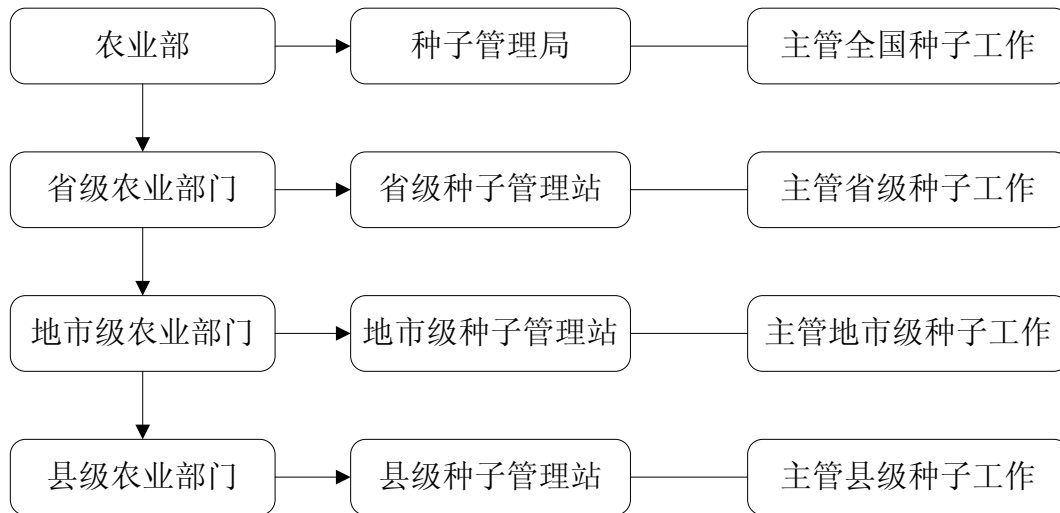 农业部
种子管理局
主管全国种子工作
省级农业部门
省级种子管理站
主管省级种子工作
地市级农业部门
地市级种子管理站
主管地市级种子工作
县级农业部门
县级种子管理站
主管县级种子工作